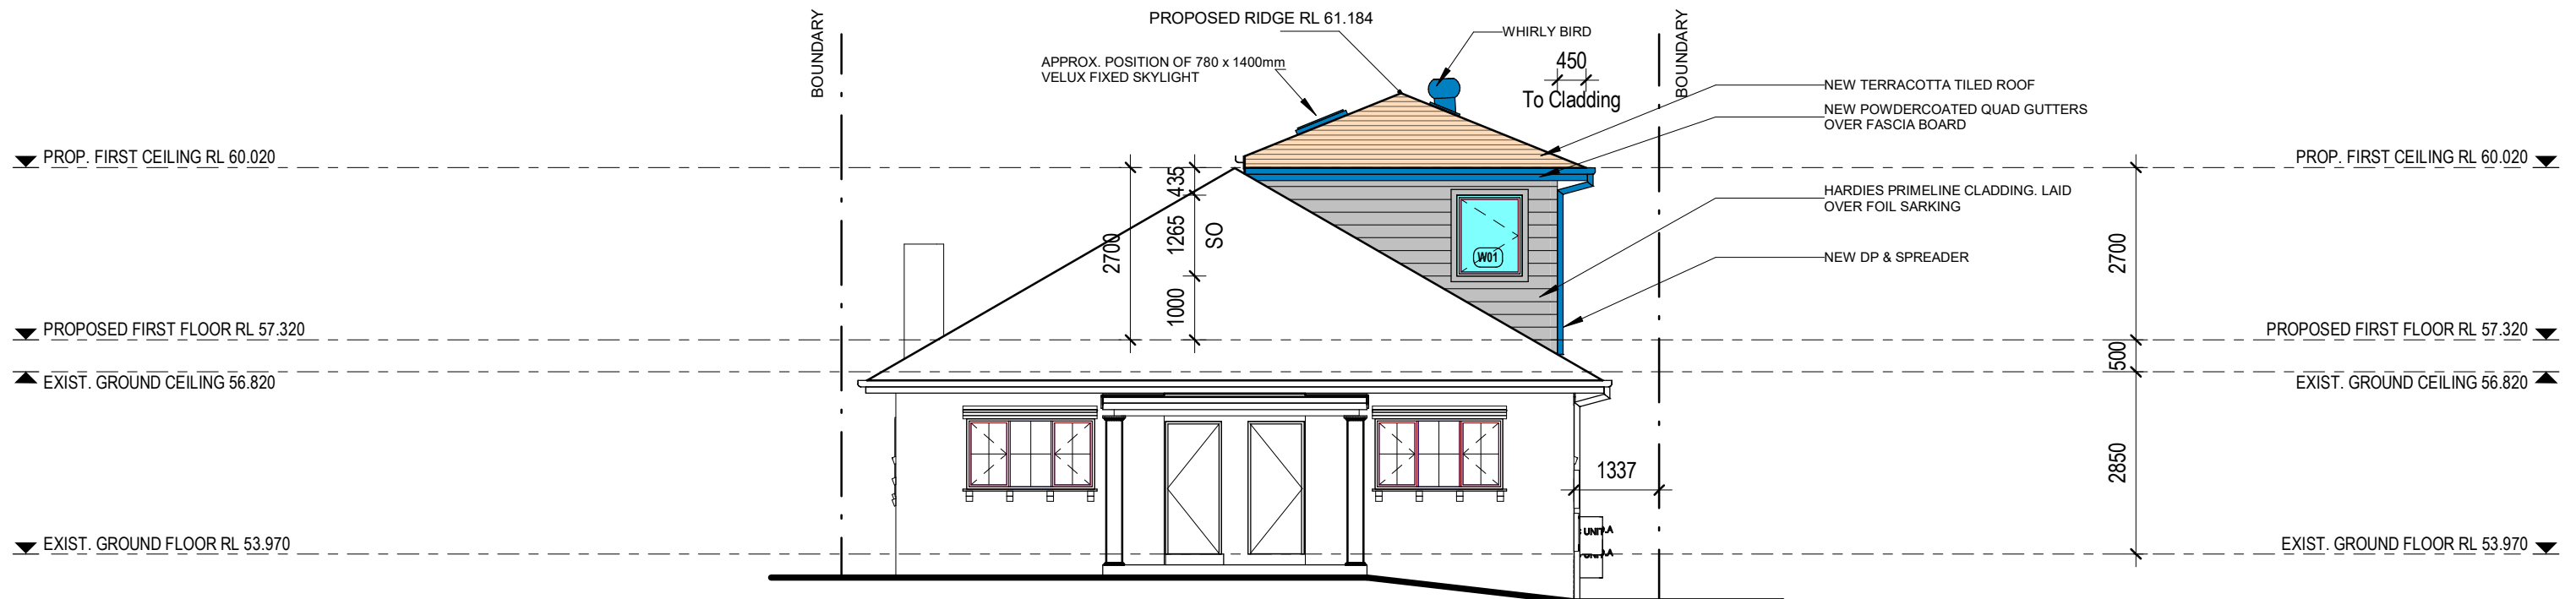 BOUNDARY
PROPOSED RIDGE RL 61.184
WHIRLY BIRD
BOUNDARY
450
To Cladding
APPROX. POSITION OF 780 x 1400mm
VELUX FIXED SKYLIGHT
NEW TERRACOTTA TILED ROOF
NEW POWDERCOATED QUAD GUTTERS
OVER FASCIA BOARD
PROP. FIRST CEILING RL 60.020
PROP. FIRST CEILING RL 60.020
435
HARDIES PRIMELINE CLADDING. LAID
OVER FOIL SARKING
2700
1265
SO
W01
NEW DP & SPREADER
2700
1000
PROPOSED FIRST FLOOR RL 57.320
PROPOSED FIRST FLOOR RL 57.320
500
EXIST. GROUND CEILING 56.820
EXIST. GROUND CEILING 56.820
1337
2850
UNIT
EXIST. GROUND FLOOR RL 53.970
EXIST. GROUND FLOOR RL 53.970